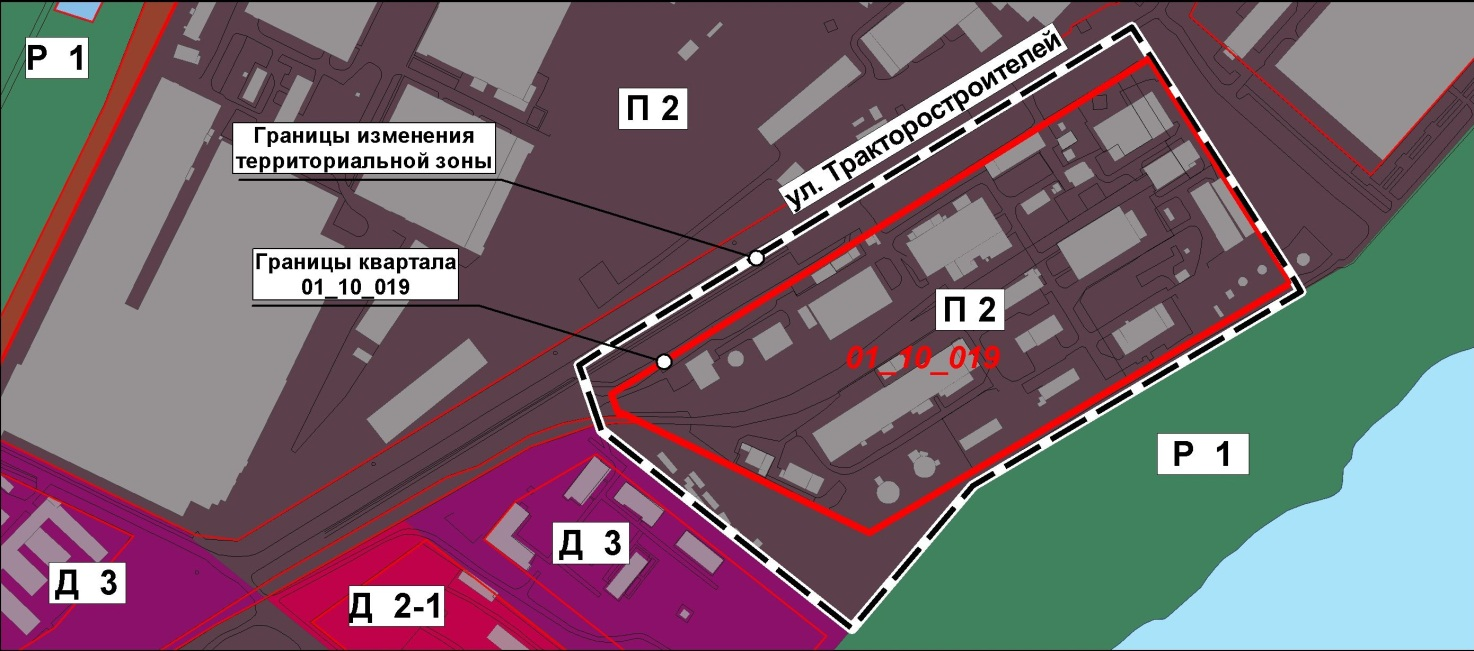 Р 1
П 2
ул. Тракторостроителей
Границы изменения
территориальной зоны
Границы квартала
01_10_019
П 2
01_10_019
Р 1
Д 3
Д 3
Д 2-1